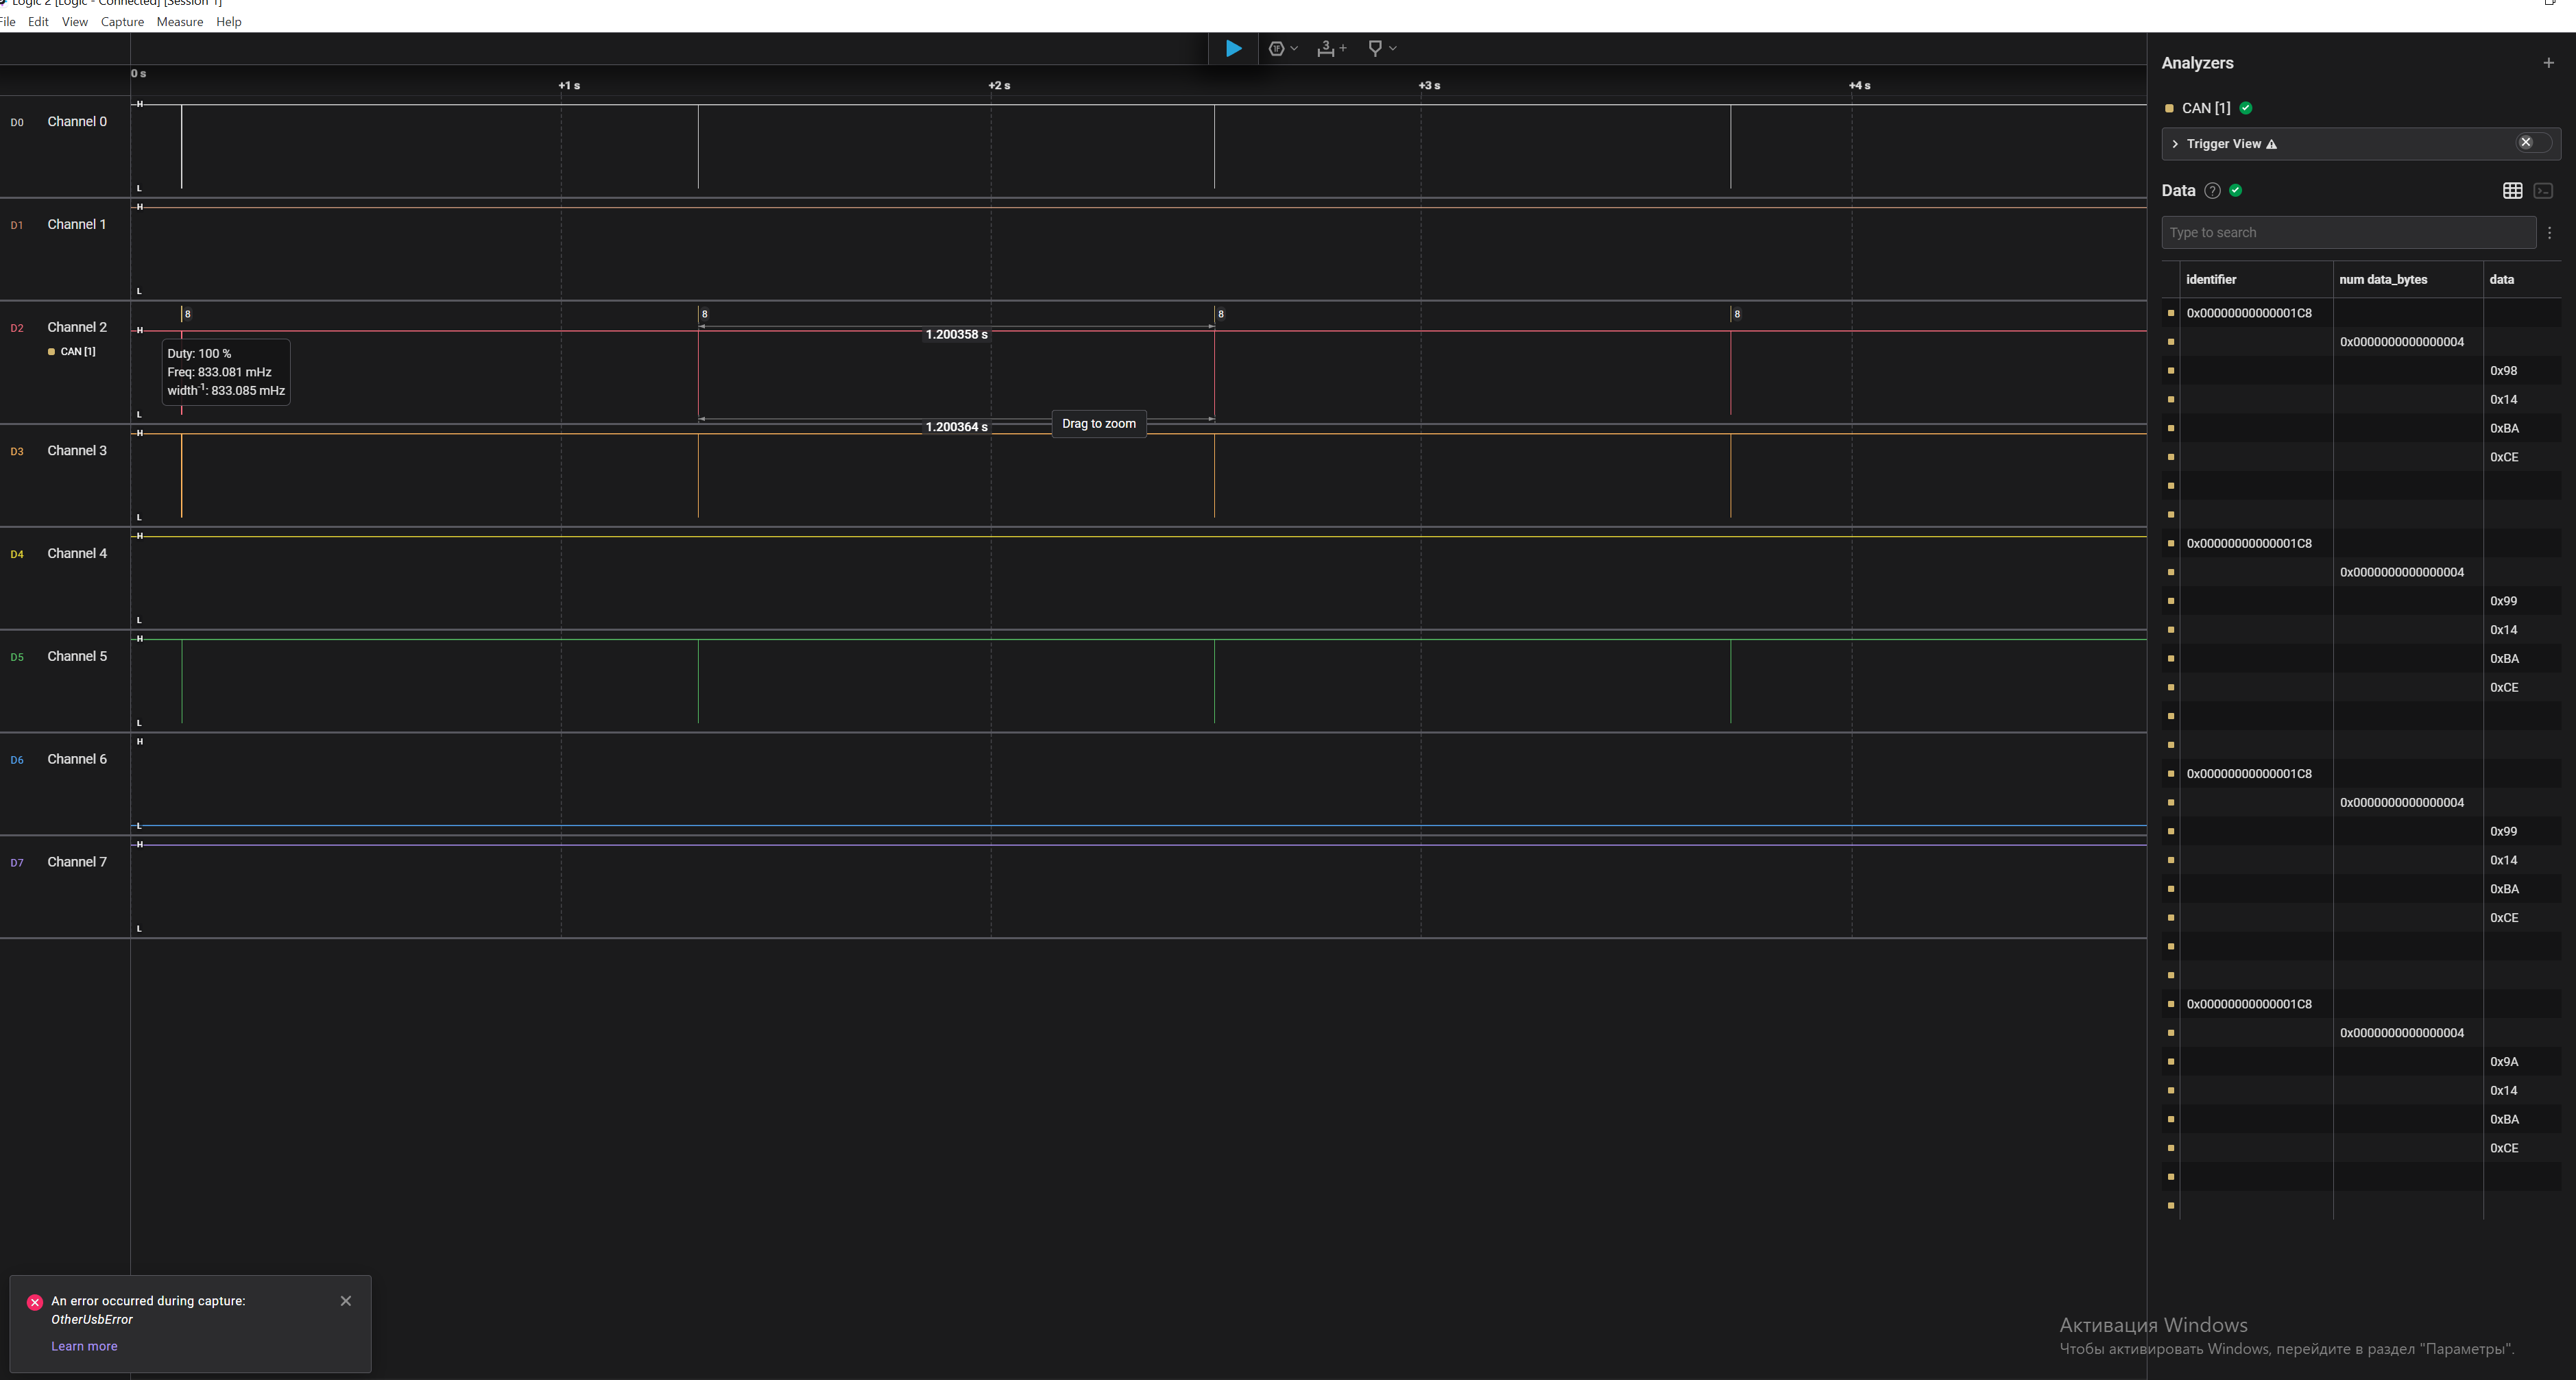 Logic 2 [Logic - Connected] [Session 1]
File Edit View Capture Measure Help
0 s
+1 s +2 s +3 s +4 s
D0 Channel 0
H
L
D1 Channel 1
H
L
D2 Channel 2
CAN [1]
H
L
8 8 8 8
1.200358 s
Duty: 100 %
Freq: 833.081 mHz
width-1: 833.085 mHz
1.200364 s
Drag to zoom
D3 Channel 3
H
L
D4 Channel 4
H
L
D5 Channel 5
H
L
D6 Channel 6
H
L
D7 Channel 7
H
L
An error occurred during capture:
OtherUsbError
Learn more
Analyzers
CAN [1]
Trigger View
Data
Type to search
identifier num data_bytes data
0x00000000000001C8
0x0000000000000004
0x98
0x14
0xBA
0xCE
0x00000000000001C8
0x0000000000000004
0x99
0x14
0xBA
0xCE
0x00000000000001C8
0x0000000000000004
0x99
0x14
0xBA
0xCE
0x00000000000001C8
0x0000000000000004
0x9A
0x14
0xBA
0xCE
Активация Windows
Чтобы активировать Windows, перейдите в раздел "Параметры".